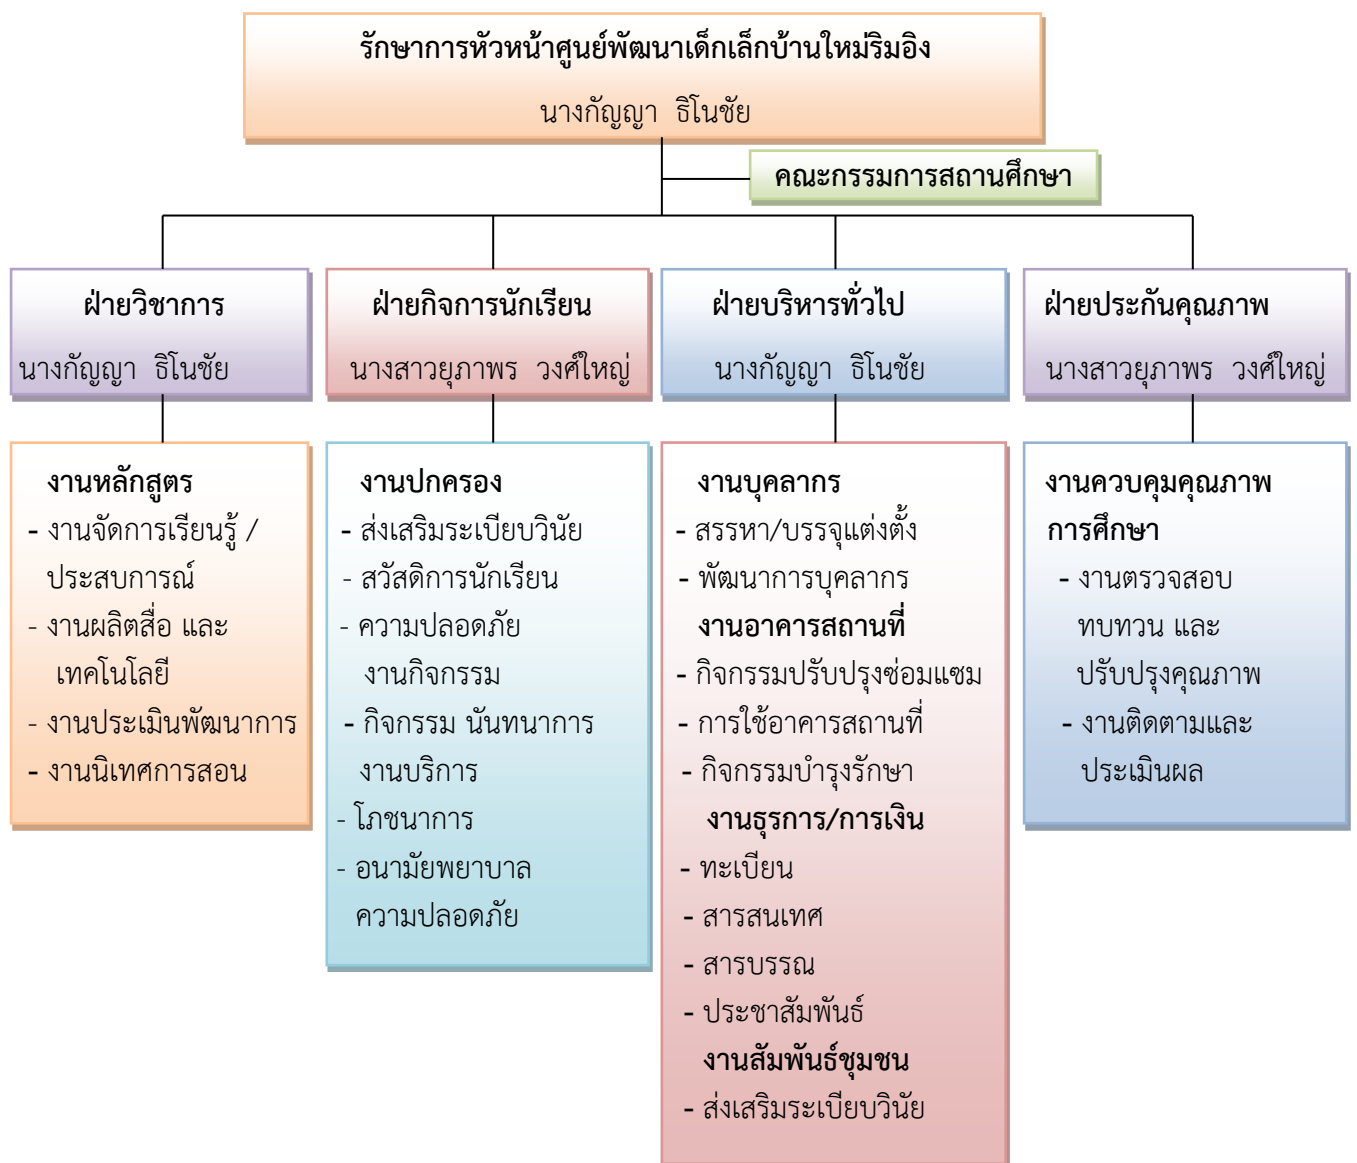 รักษาการหัวหน้าศูนย์พัฒนาเด็กเล็กบ้านใหม่ริมอิง
นางกัญญา ธิโนชัย
คณะกรรมการสถานศึกษา
ฝ่ายวิชาการ
นางกัญญา ธิโนชัย
ฝ่ายกิจการนักเรียน
นางสาวยุภาพร วงศ์ใหญ่
ฝ่ายบริหารทั่วไป
นางกัญญา ธิโนชัย
ฝ่ายประกันคุณภาพ
นางสาวยุภาพร วงศ์ใหญ่
งานหลักสูตร
- งานจัดการเรียนรู้ /
ประสบการณ์
- งานผลิตสื่อ และ
เทคโนโลยี
- งานประเมินพัฒนาการ
- งานนิเทศการสอน
งานปกครอง
- ส่งเสริมระเบียบวินัย
- สวัสดิการนักเรียน
- ความปลอดภัย
งานกิจกรรม
- กิจกรรม นันทนาการ
งานบริการ
- โภชนาการ
- อนามัยพยาบาล
ความปลอดภัย
งานบุคลากร
- สรรหา/บรรจุแต่งตั้ง
- พัฒนาการบุคลากร
งานอาคารสถานที่
- กิจกรรมปรับปรุงซ่อมแซม
- การใช้อาคารสถานที่
- กิจกรรมบำรุงรักษา
งานธุรการ/การเงิน
- ทะเบียน
- สารสนเทศ
- สารบรรณ
- ประชาสัมพันธ์
งานสัมพันธ์ชุมชน
- ส่งเสริมระเบียบวินัย
งานควบคุมคุณภาพ
การศึกษา
- งานตรวจสอบ
ทบทวน และ
ปรับปรุงคุณภาพ
- งานติดตามและ
ประเมินผล